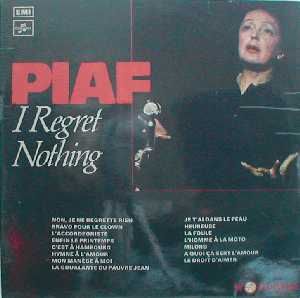 EMI
PIAF
I Regret
Nothing
NON, JE NE REGRETTE RIEN
BRAVO POUR LE CLOWN
L'ACCORDEONISTE
ENFIN LE PRINTEMPS
C'EST À HAMBOURG
HYMNE À L'AMOUR
MON MANÈGE À MOI
LA GOUALANTE DU PAUVRE JEAN
JE T'AI DANS LE PEAU
HEUREUSE
LA FOULE
L'HOMME À LA MOTO
MILORD
A QUOI ÇA SERT L'AMOUR
LE DROIT D'AIMER